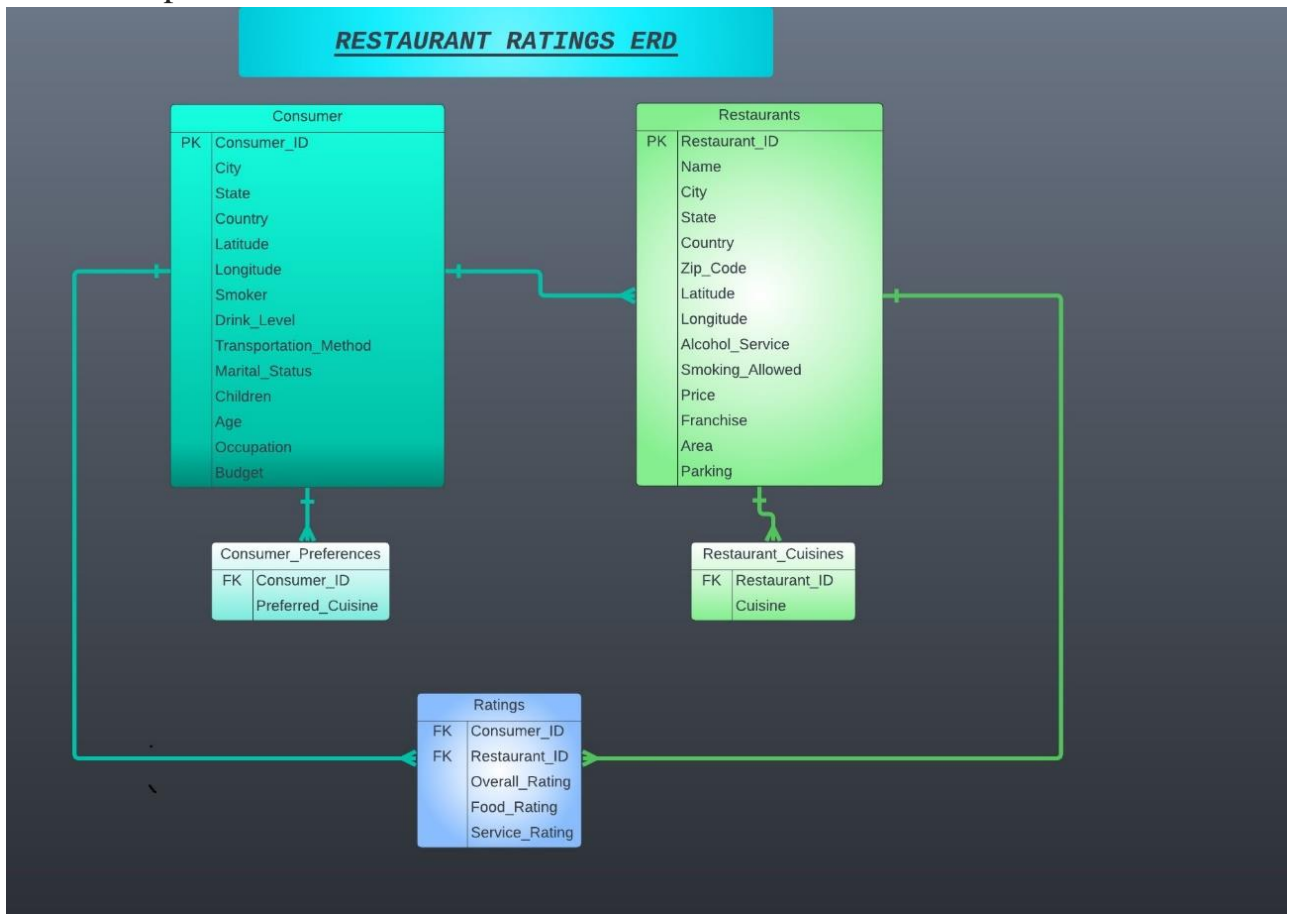 RESTAURANT RATINGS ERD
Consumer
PK Consumer_ID
City
State
Country
Latitude
Longitude
Smoker
Drink_Level
Transportation_Method
Marital_Status
Children
Age
Occupation
Budget
Restaurants
PK Restaurant_ID
Name
City
State
Country
Zip_Code
Latitude
Longitude
Alcohol_Service
Smoking_Allowed
Price
Franchise
Area
Parking
Consumer_Preferences
FK Consumer_ID
Preferred_Cuisine
Restaurant_Cuisines
FK Restaurant_ID
Cuisine
Ratings
FK Consumer_ID
FK Restaurant_ID
Overall_Rating
Food_Rating
Service_Rating